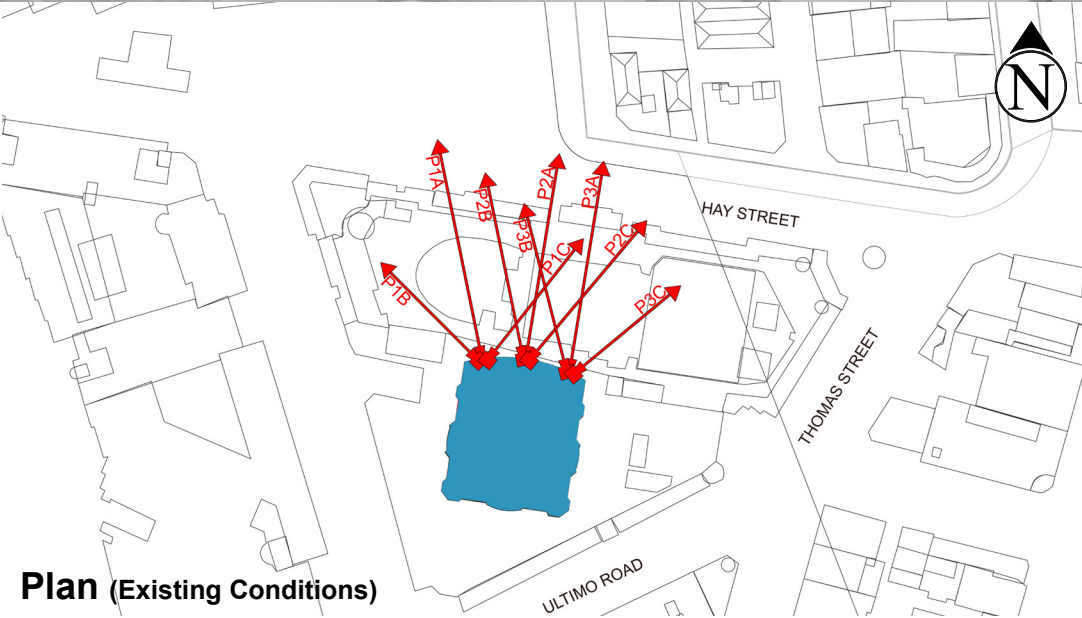 N
P1A
P2B
P2A
P3A
P3B
P1C
P2C
P1B
P3C
HAY STREET
THOMAS STREET
ULTIMO ROAD
Plan (Existing Conditions)